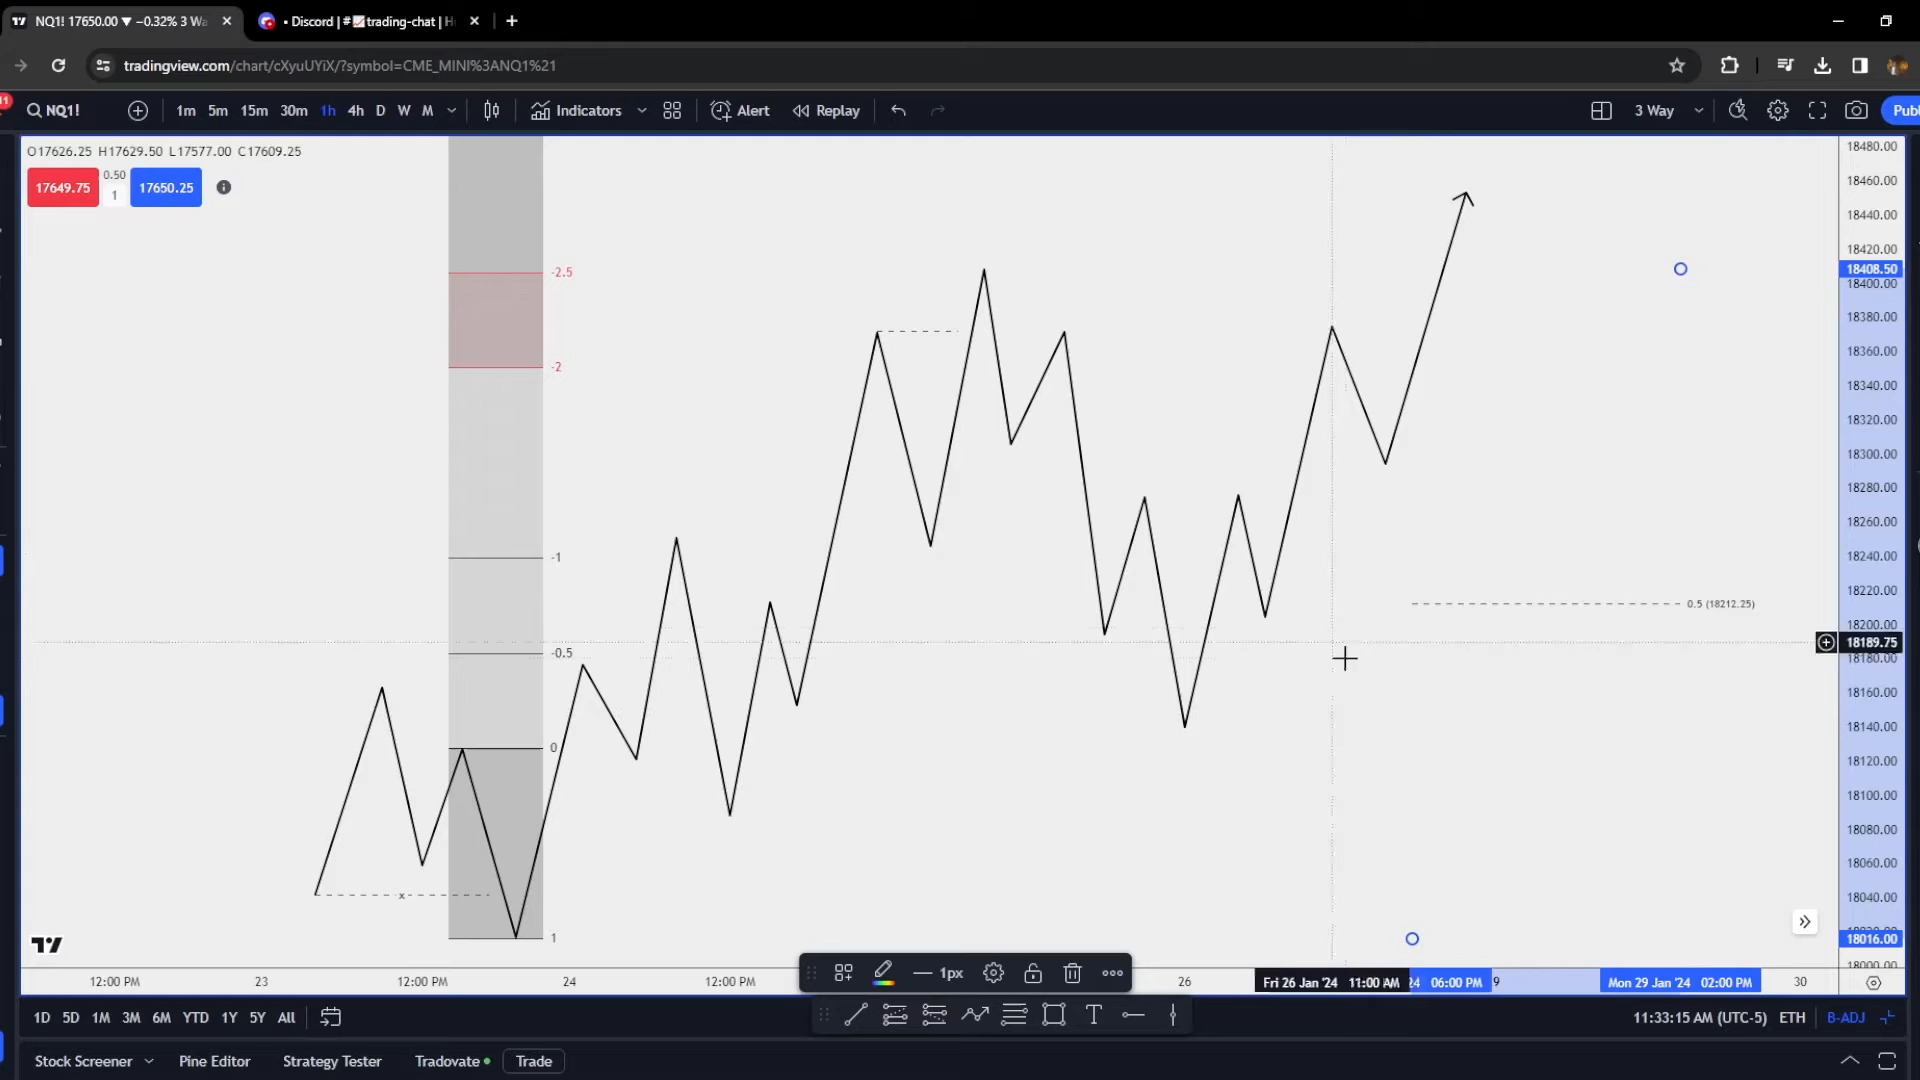 NQ1! 17650.00 ▼ −0.32% 3 Wa
• Discord | # 📈trading-chat | H
tradingview.com/chart/cXyuUYiX/?symbol=CME_MINI%3ANQ1%21
11
NQ1!
1m 5m 15m 30m 1h 4h D W M
Indicators
Alert
Replay
3 Way
Publ
O17626.25 H17629.50 L17577.00 C17609.25
17649.75
0.50
1
17650.25
-2.5
-2
-1
-0.5
0
1
x
0.5 (18212.25)
18480.00
18460.00
18440.00
18420.00
18408.50
18400.00
18380.00
18360.00
18340.00
18320.00
18300.00
18280.00
18260.00
18240.00
18220.00
18200.00
18189.75
18180.00
18160.00
18140.00
18120.00
18100.00
18080.00
18060.00
18040.00
18016.00
18000.00
1px
12:00 PM 23 12:00 PM 24 12:00 PM 26 Fri 26 Jan '24 11:00 AM 24 06:00 PM 9 Mon 29 Jan '24 02:00 PM 30
1D 5D 1M 3M 6M YTD 1Y 5Y All
T
11:33:15 AM (UTC-5) ETH B-ADJ
Stock Screener Pine Editor Strategy Tester Tradovate Trade